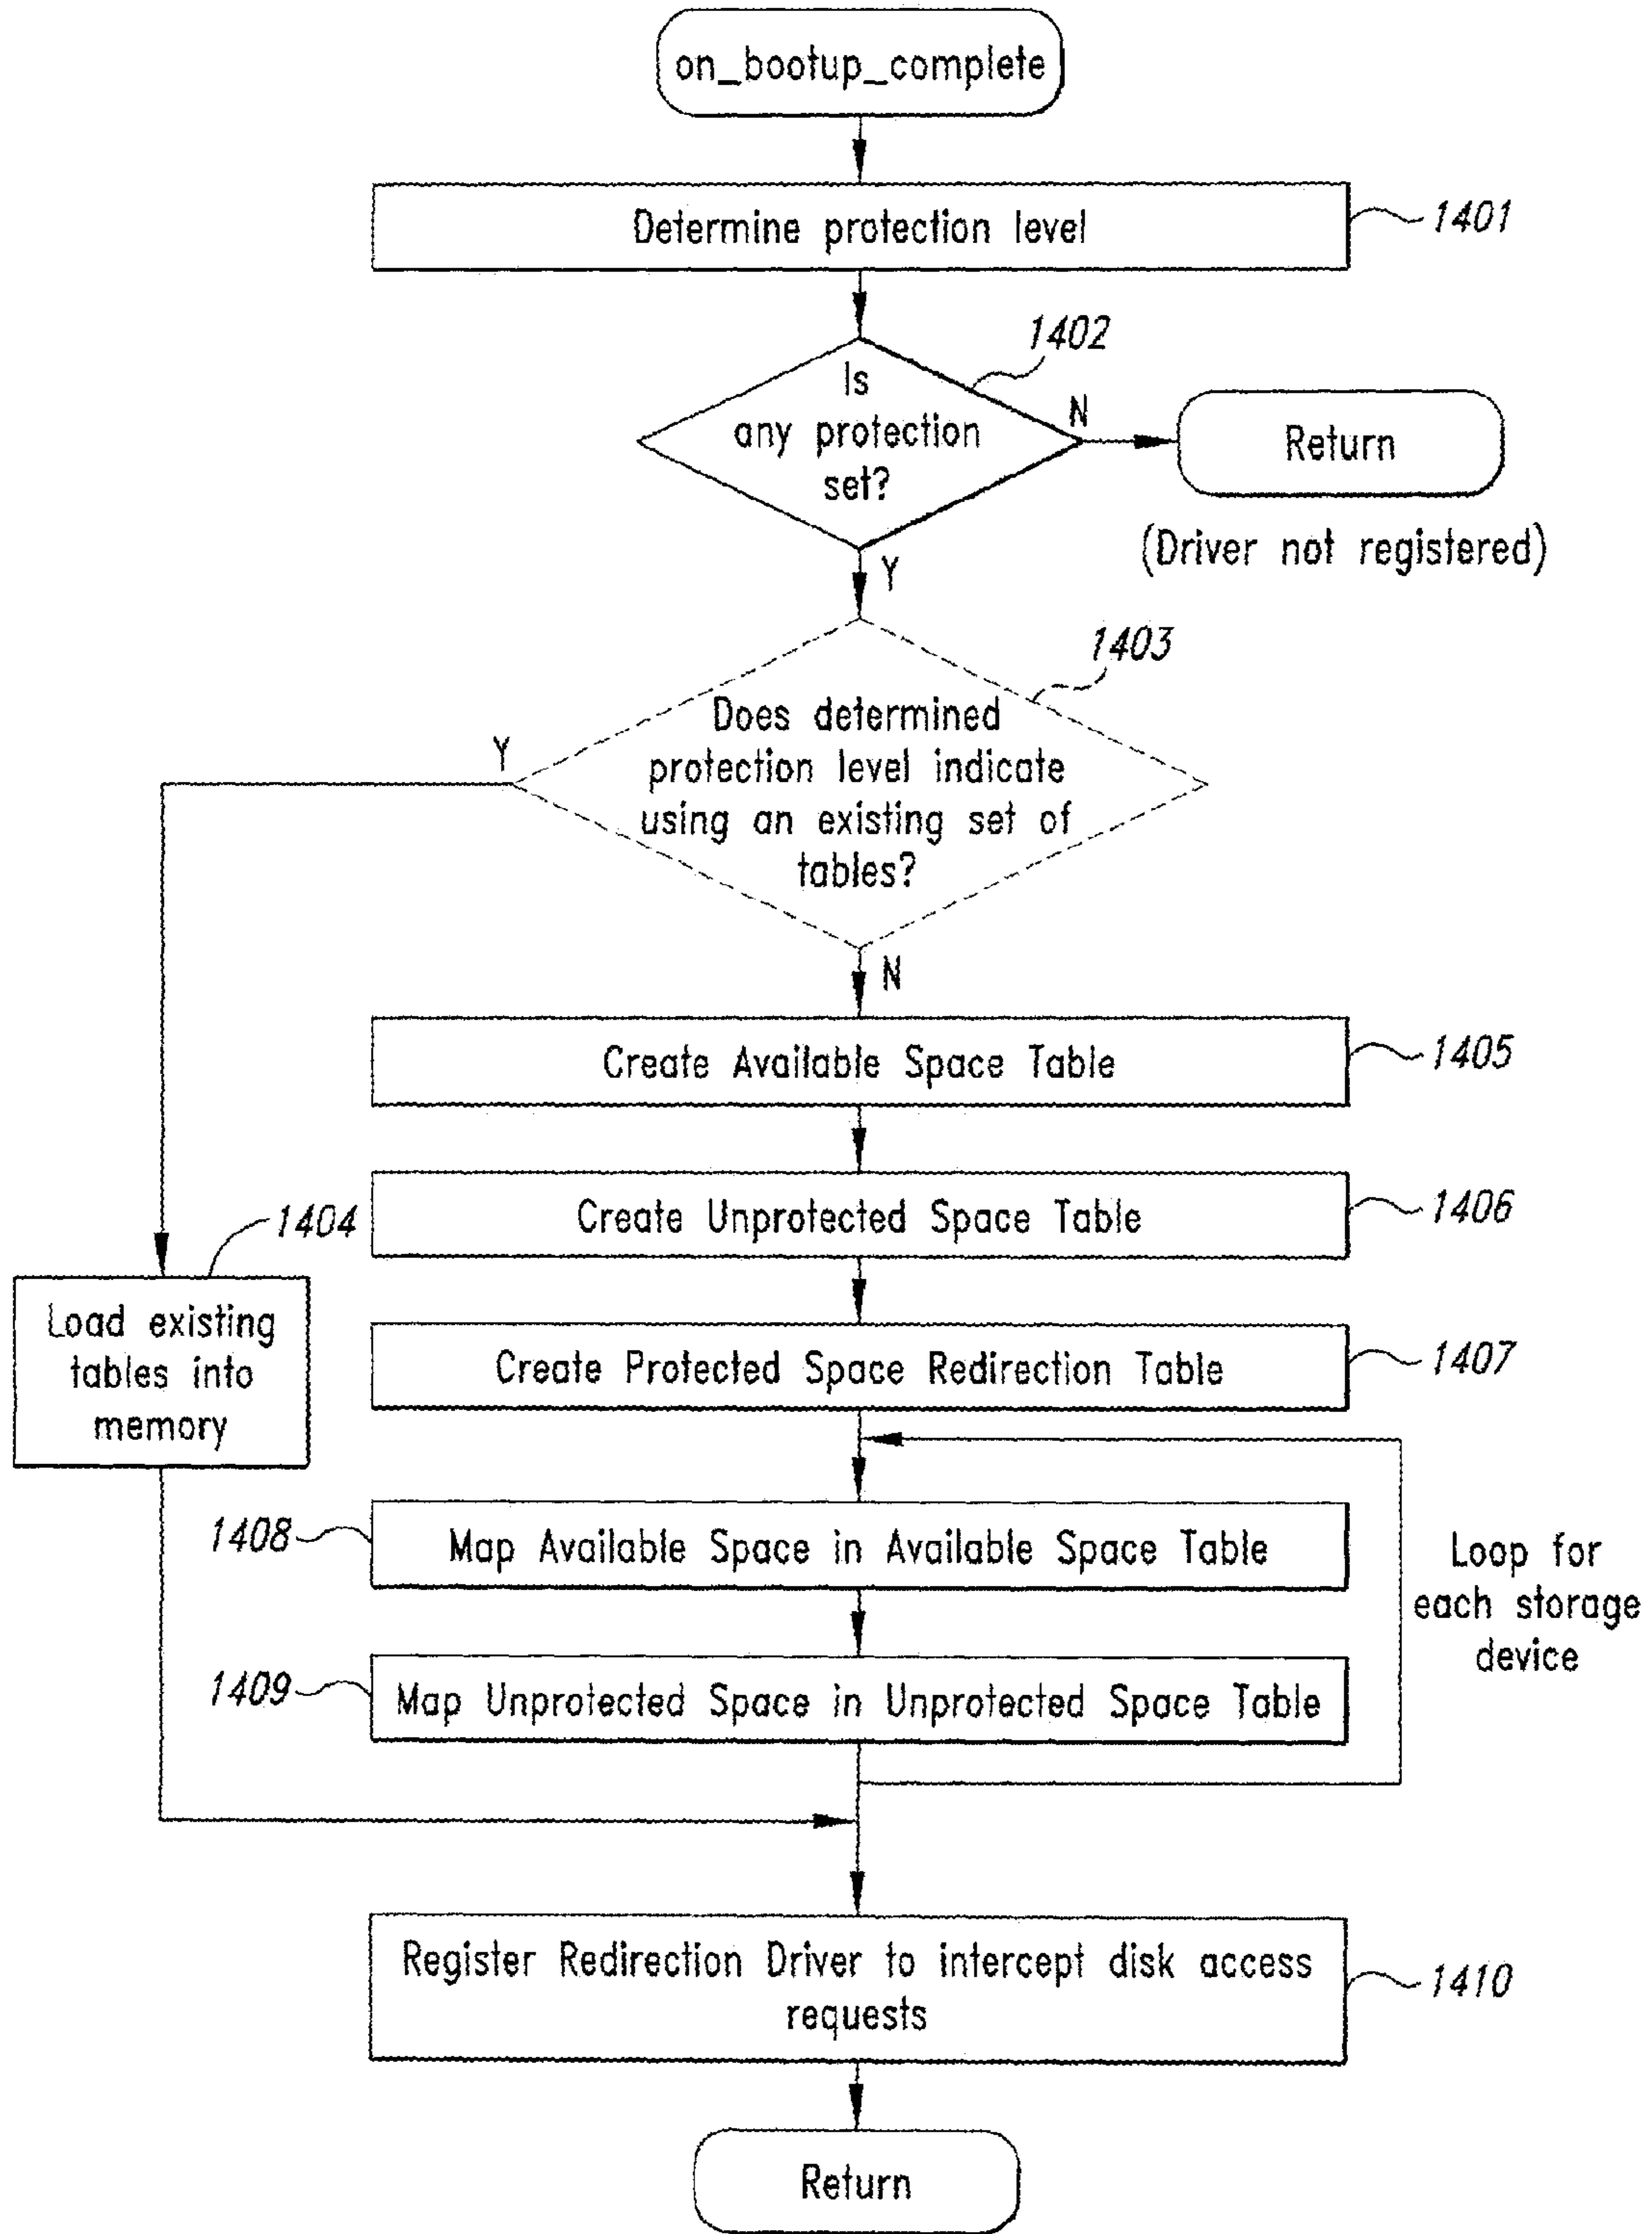 on_bootup_complete
Determine protection level
1401
1402
Is
any protection
set?
N
Return
(Driver not registered)
Y
1403
Does determined
protection level indicate
using an existing set of
tables?
Y
N
Create Available Space Table
1405
Create Unprotected Space Table
1406
1404
Load existing
tables into
memory
Create Protected Space Redirection Table
1407
1408
Map Available Space in Available Space Table
Loop for
each storage
device
1409
Map Unprotected Space in Unprotected Space Table
Register Redirection Driver to intercept disk access
requests
1410
Return